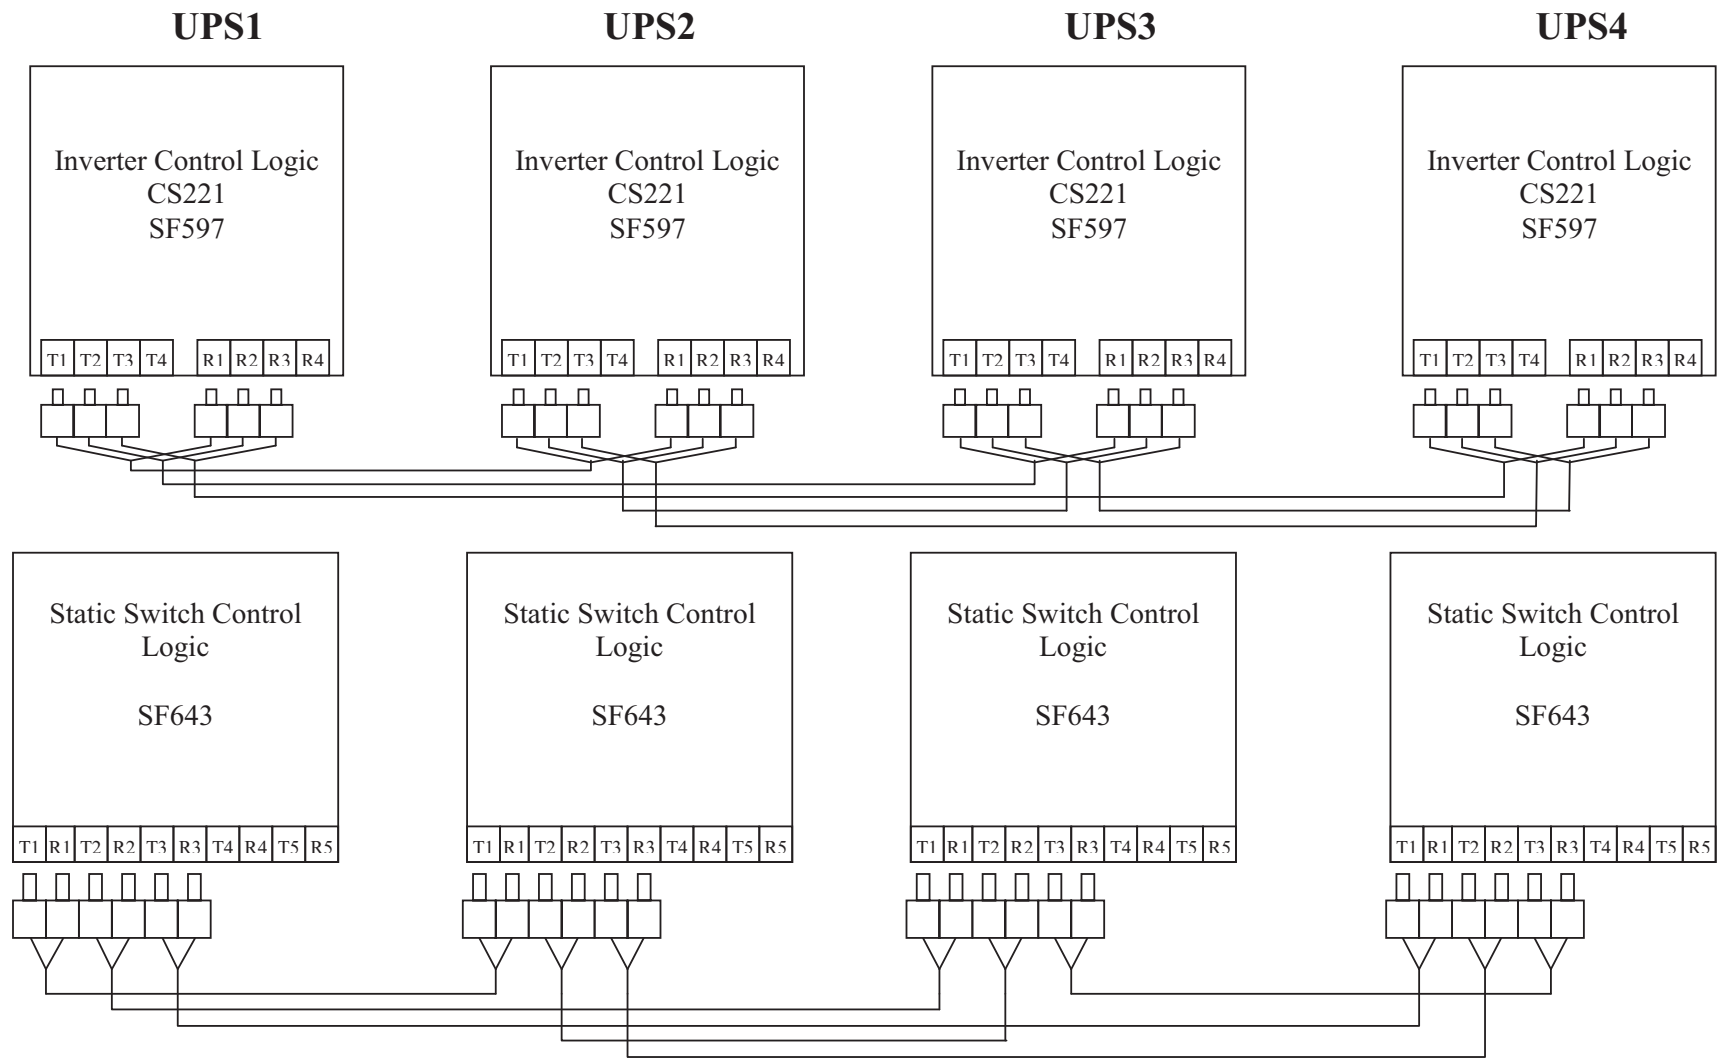 UPS1 UPS2 UPS3 UPS4
Inverter Control Logic Inverter Control Logic Inverter Control Logic Inverter Control Logic
CS221 CS221 CS221 CS221
SF597 SF597 SF597 SF597
T1 T2 T3 T4 R1 R2 R3 R4 T1 T2 T3 T4 R1 R2 R3 R4 T1 T2 T3 T4 R1 R2 R3 R4 T1 T2 T3 T4 R1 R2 R3 R4
Static Switch Control Static Switch Control Static Switch Control Static Switch Control
Logic Logic Logic Logic
SF643 SF643 SF643 SF643
T1 R1 T2 R2 T3 R3 T4 R4 T5 R5 T1 R1 T2 R2 T3 R3 T4 R4 T5 R5 T1 R1 T2 R2 T3 R3 T4 R4 T5 R5 T1 R1 T2 R2 T3 R3 T4 R4 T5 R5